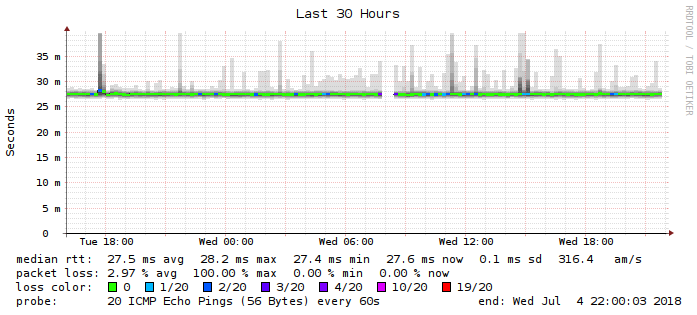 Last 30 Hours
RRDTOOL / TOBI OETIKER
Seconds
35 m
30 m
25 m
20 m
15 m
10 m
5 m
0
Tue 18:00 Wed 00:00 Wed 06:00 Wed 12:00 Wed 18:00
median rtt: 27.5 ms avg 28.2 ms max 27.4 ms min 27.6 ms now 0.1 ms sd 316.4 am/s
packet loss: 2.97 % avg 100.00 % max 0.00 % min 0.00 % now
loss color: 0 1/20 2/20 3/20 4/20 10/20 19/20
probe: 20 ICMP Echo Pings (56 Bytes) every 60s end: Wed Jul 4 22:00:03 2018